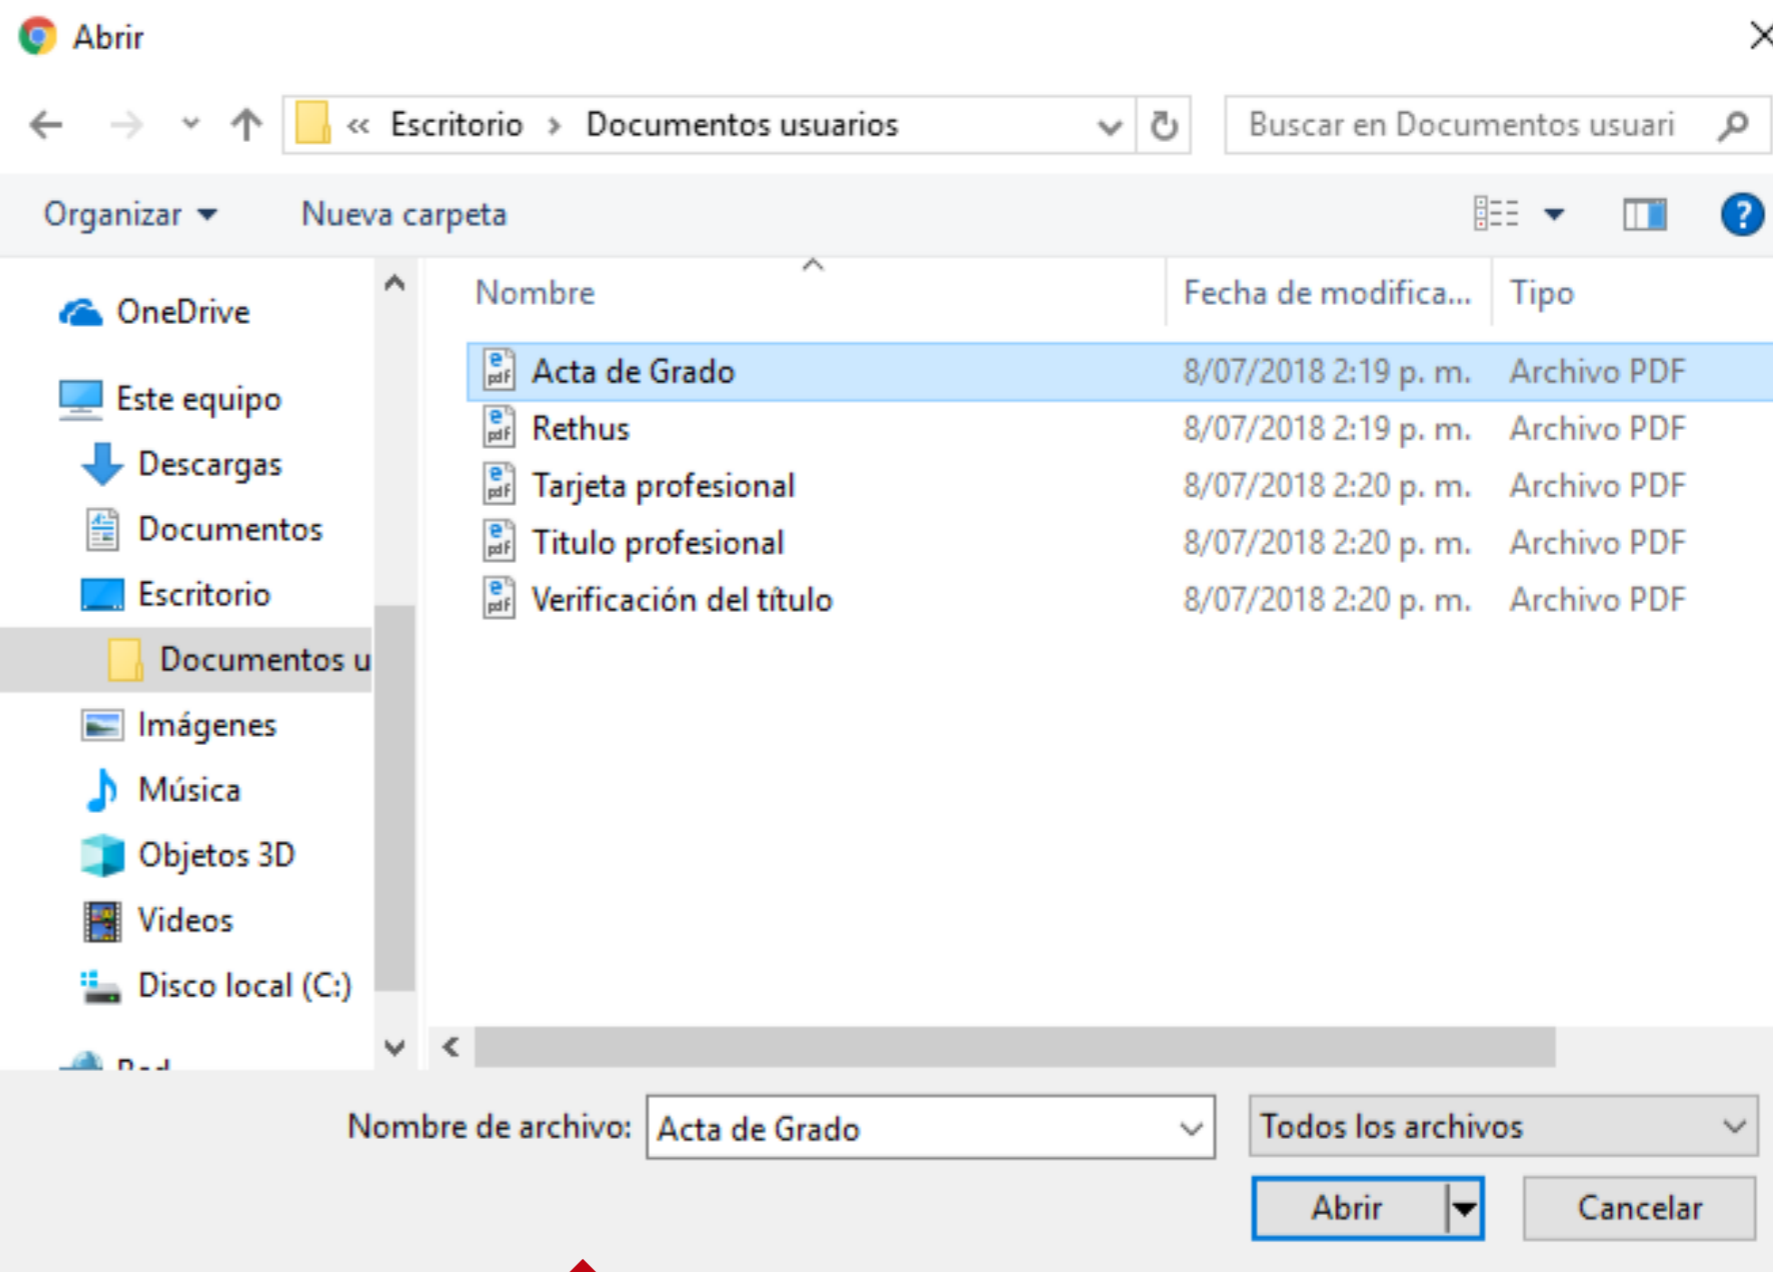 Abrir
« Escritorio > Documentos usuarios
Buscar en Documentos usuari
Organizar
Nueva carpeta
?
OneDrive
Este equipo
Descargas
Documentos
Escritorio
Documentos u
Imágenes
Música
Objetos 3D
Videos
Disco local (C:)
Nombre Fecha de modifica... Tipo
Acta de Grado 8/07/2018 2:19 p. m. Archivo PDF
Rethus 8/07/2018 2:19 p. m. Archivo PDF
Tarjeta profesional 8/07/2018 2:20 p. m. Archivo PDF
Titulo profesional 8/07/2018 2:20 p. m. Archivo PDF
Verificación del título 8/07/2018 2:20 p. m. Archivo PDF
Nombre de archivo: Acta de Grado
Todos los archivos
Abrir
Cancelar